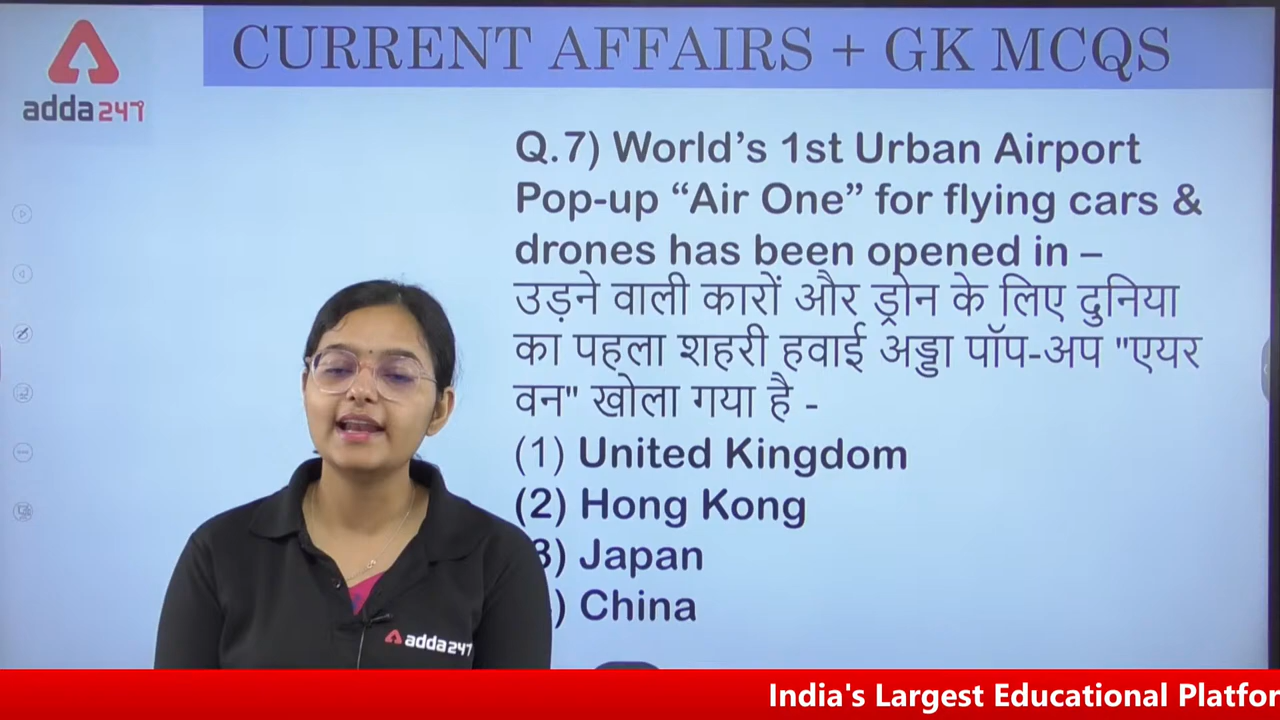 CURRENT AFFAIRS + GK MCQS
adda247
Q.7) World's 1st Urban Airport
Pop-up “Air One” for flying cars &
drones has been opened in –
उड़ने वाली कारों और ड्रोन के लिए दुनिया
का पहला शहरी हवाई अड्डा पॉप-अप "एयर
वन" खोला गया है -
(1) United Kingdom
(2) Hong Kong
3) Japan
) China
adda247
India's Largest Educational Platfor